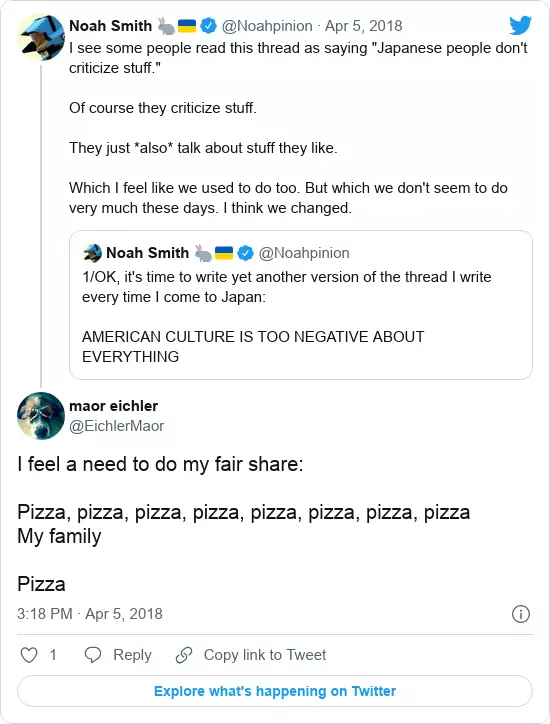 Noah Smith 🐇🇺🇦 @Noahpinion · Apr 5, 2018
I see some people read this thread as saying "Japanese people don't
criticize stuff."
Of course they criticize stuff.
They just *also* talk about stuff they like.
Which I feel like we used to do too. But which we don't seem to do
very much these days. I think we changed.
Noah Smith 🐇🇺🇦 @Noahpinion
1/OK, it's time to write yet another version of the thread I write
every time I come to Japan:
AMERICAN CULTURE IS TOO NEGATIVE ABOUT
EVERYTHING
maor eichler
@EichlerMaor
I feel a need to do my fair share:
Pizza, pizza, pizza, pizza, pizza, pizza, pizza, pizza
My family
Pizza
3:18 PM · Apr 5, 2018
1 Reply Copy link to Tweet
Explore what's happening on Twitter